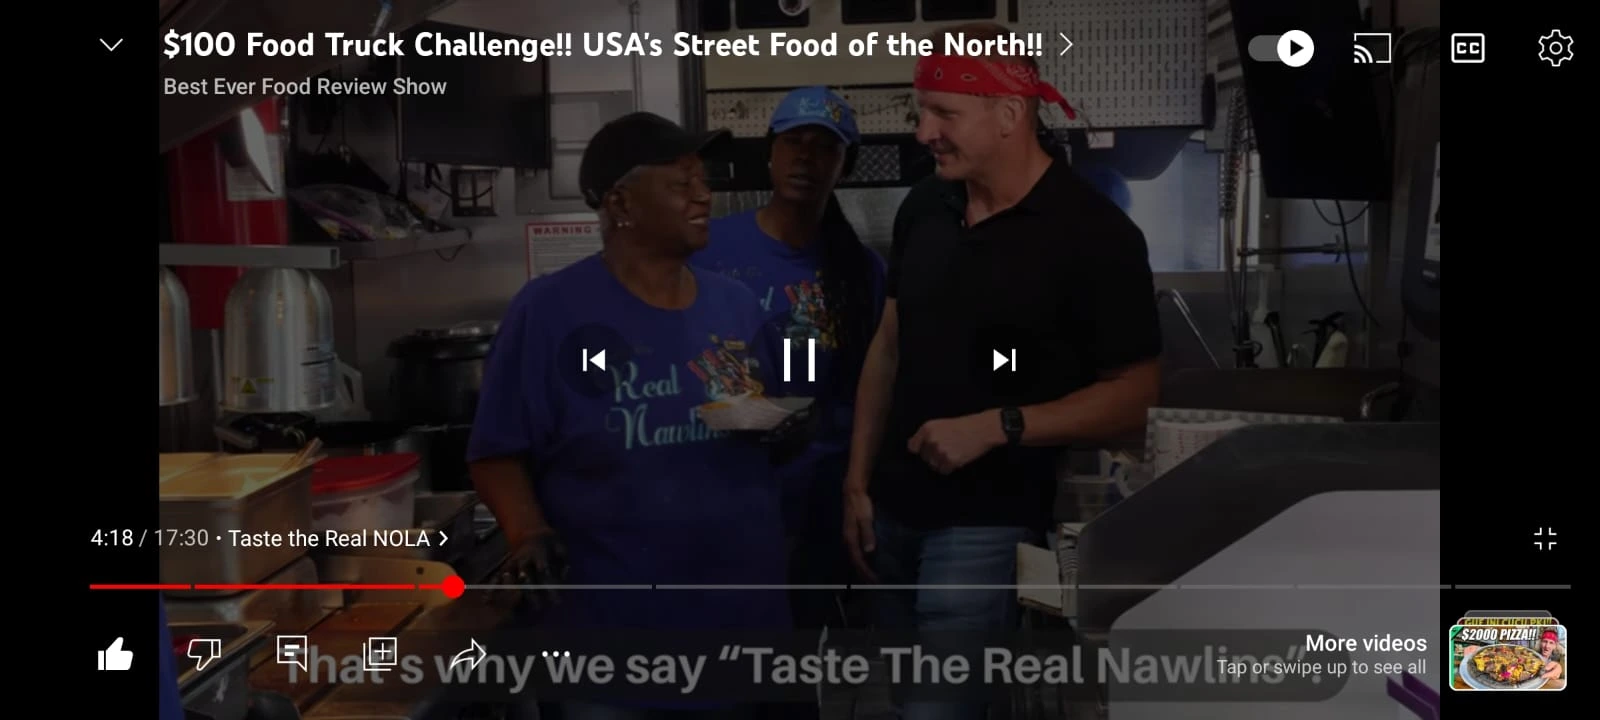 $100 Food Truck Challenge!! USA's Street Food of the North!!
Best Ever Food Review Show
CC
WARNING
Real
Nawlins
4:18 / 17:30 • Taste the Real NOLA
That's why we say “Taste The Real Nawlins”.
More videos
Tap or swipe up to see all
$2000 PIZZA!!